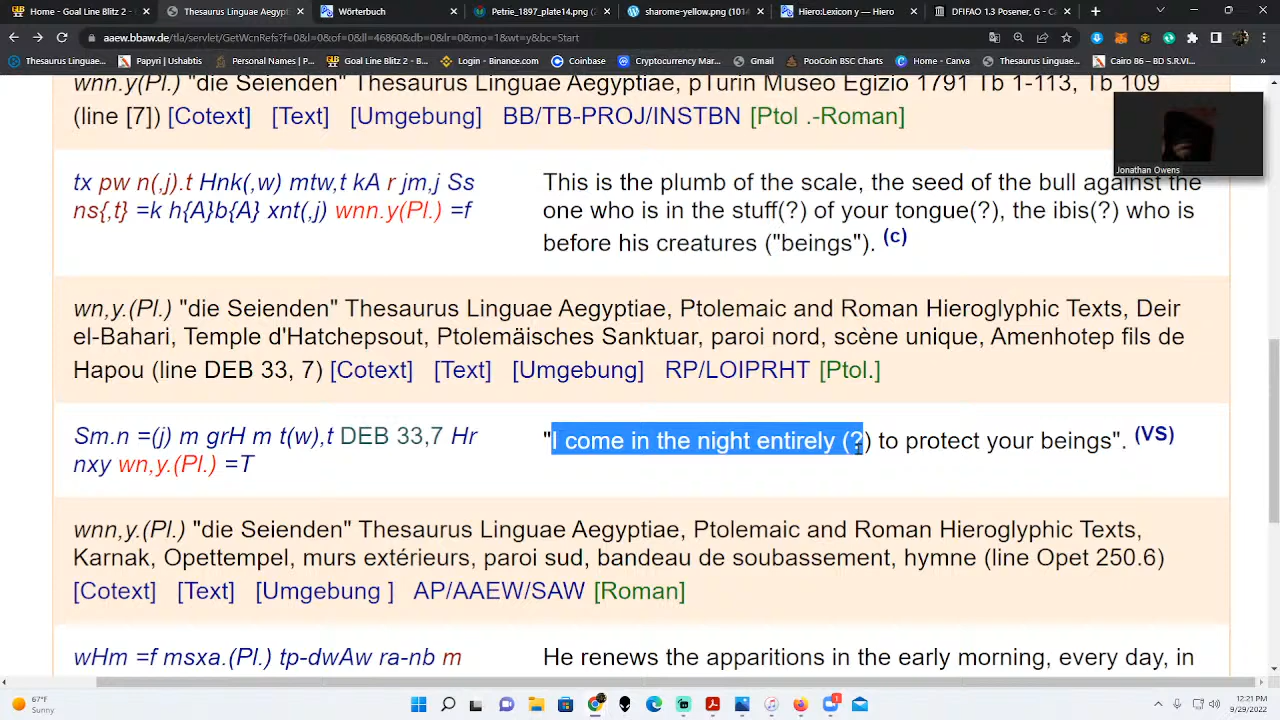 Home - Goal Line Blitz 2
Thesaurus Linguae Aegyptiae
Wörterbuch
Petrie_1897_plate14.png (2
sharome-yellow.png (1014
Hiero:Lexicon:y — Hiero
DFIFAO 1.3 Posener, G - Ca
aaew.bbaw.de/tla/servlet/GetWcnRefs?f=0&l=0&of=0&ll=46860&db=0&lr=0&mo=1&wt=y&bc=Start
Thesaurus Linguae...
Papyri | Ushabtis
Personal Names | P...
Goal Line Blitz 2 - B...
Login - Binance.com
Coinbase
Cryptocurrency Mar...
Gmail
PocCoin BSC Charts
Home - Canva
Thesaurus Lingua...
Cairo B6 — BD S.RVI...
wnn.y(Pl.) "die Seienden" Thesaurus Linguae Aegyptiae, pTurin Museo Egizio 1791 Tb 1-113, Tb 109
(line [7]) [Cotext] [Text] [Umgebung] BB/TB-PROJ/INSTBN [Ptol .-Roman]
Jonathan Owens
tx pw n(,j).t Hnk(,w) mtw,t kA r jm,j Ss
ns{,t} =k h{A}b{A} xnt(,j) wnn.y(Pl.) =f
This is the plumb of the scale, the seed of the bull against the
one who is in the stuff(?) of your tongue(?), the ibis(?) who is
before his creatures ("beings"). (c)
wn,y.(Pl.) "die Seienden" Thesaurus Linguae Aegyptiae, Ptolemaic and Roman Hieroglyphic Texts, Deir
el-Bahari, Temple d'Hatchepsout, Ptolemäisches Sanktuar, paroi nord, scène unique, Amenhotep fils de
Hapou (line DEB 33, 7) [Cotext] [Text] [Umgebung] RP/LOIPRHT [Ptol.]
Sm.n =(j) m grH m t(w),t DEB 33,7 Hr
nxy wn,y.(Pl.) =T
"I come in the night entirely (?) to protect your beings". (VS)
wnn,y.(Pl.) "die Seienden" Thesaurus Linguae Aegyptiae, Ptolemaic and Roman Hieroglyphic Texts,
Karnak, Opettempel, murs extérieurs, paroi sud, bandeau de soubassement, hymne (line Opet 250.6)
[Cotext] [Text] [Umgebung ] AP/AAEW/SAW [Roman]
wHm =f msxa.(Pl.) tp-dwAw ra-nb m
He renews the apparitions in the early morning, every day, in
67°F
Sunny
12:21 PM
9/29/2022